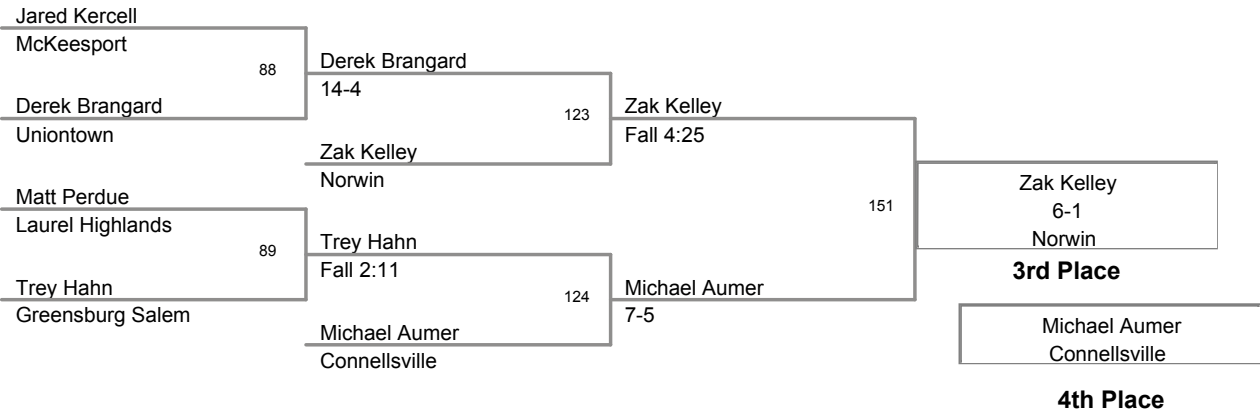 Jared Kercell
McKeesport
88
Derek Brangard
14-4
Derek Brangard
Uniontown
123
Zak Kelley
Fall 4:25
Zak Kelley
Norwin
Matt Perdue
Laurel Highlands
89
Trey Hahn
Fall 2:11
Trey Hahn
Greensburg Salem
124
Michael Aumer
7-5
Michael Aumer
Connellsville
151
Zak Kelley
6-1
Norwin
3rd Place
Michael Aumer
Connellsville
4th Place